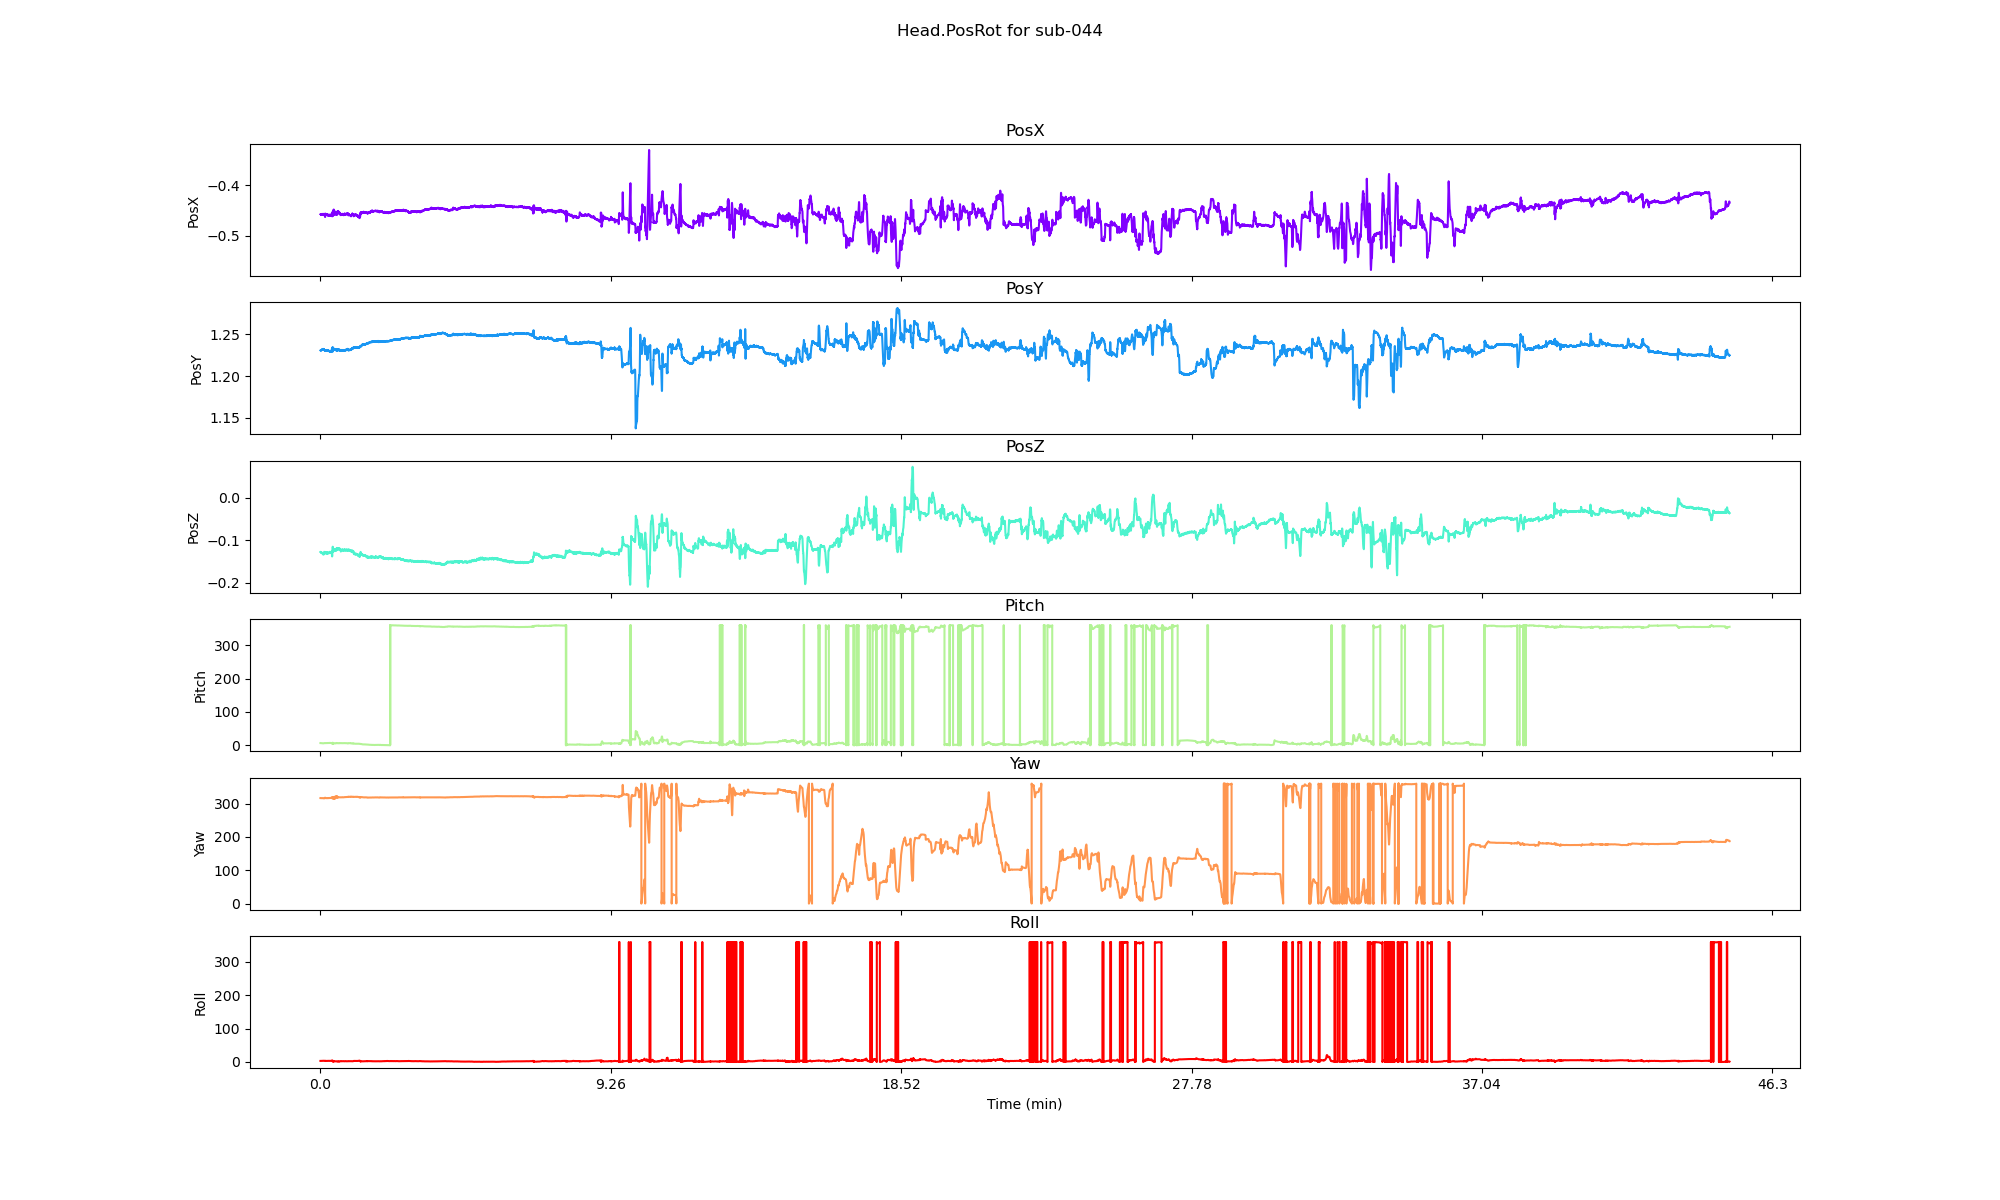 Head.PosRot for sub-044
PosX
PosX
−0.4
−0.5
PosY
PosY
1.25
1.20
1.15
PosZ
PosZ
0.0
−0.1
−0.2
Pitch
Pitch
300
200
100
0
Yaw
Yaw
300
200
100
0
Roll
Roll
300
200
100
0
0.0 9.26 18.52 27.78 37.04 46.3
Time (min)